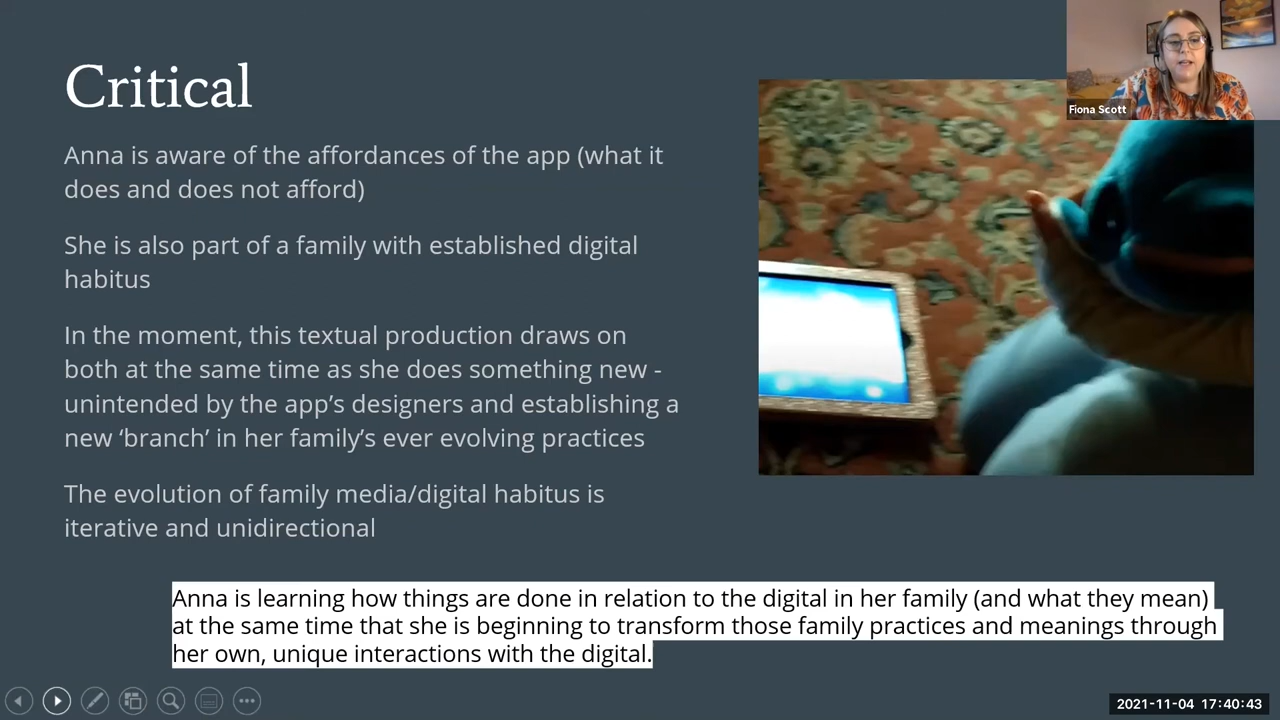 Critical
Fiona Scott
Anna is aware of the affordances of the app (what it
does and does not afford)
She is also part of a family with established digital
habitus
In the moment, this textual production draws on
both at the same time as she does something new -
unintended by the app’s designers and establishing a
new ‘branch’ in her family’s ever evolving practices
The evolution of family media/digital habitus is
iterative and unidirectional
Anna is learning how things are done in relation to the digital in her family (and what they mean)
at the same time that she is beginning to transform those family practices and meanings through
her own, unique interactions with the digital.
2021-11-04 17:40:43